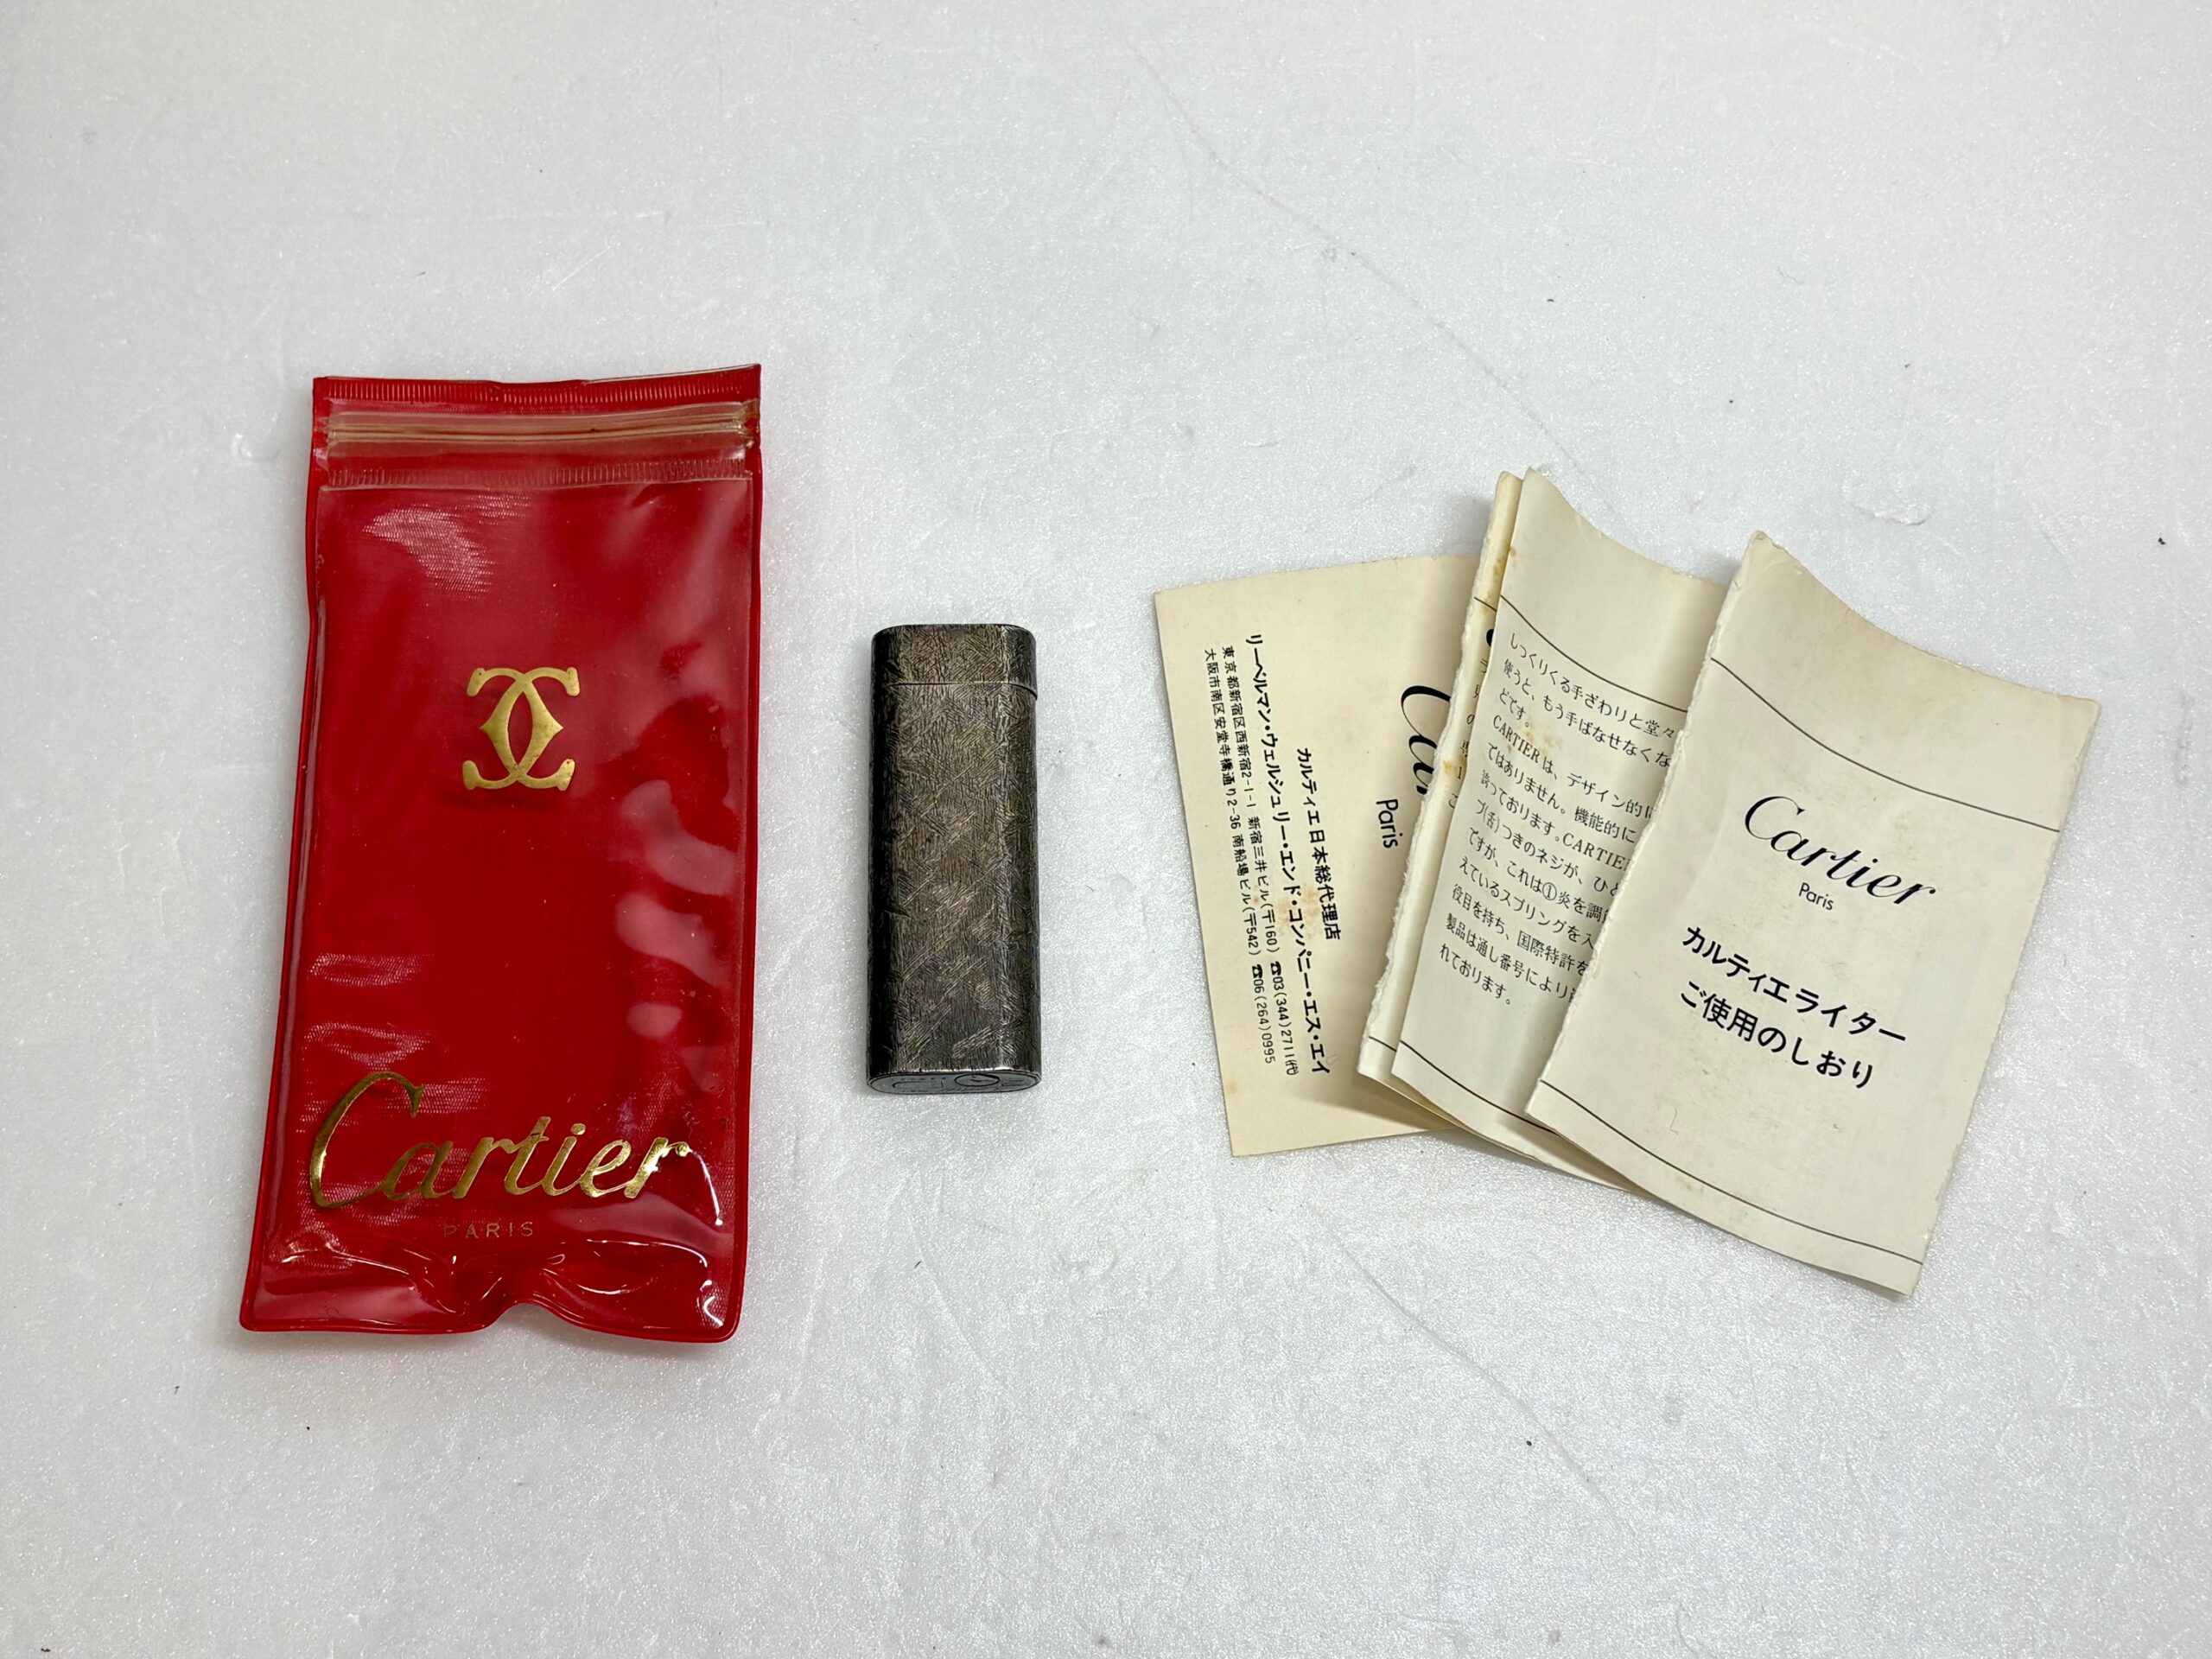 Cartier
PARIS
カルティエ日本総代理店
リーベルマン・ウェルシュリー・エンド・コンパニー・エス・エイ
東京都新宿区西新宿2-1-1 新宿三井ビル(〒160) ☎03(344)2711(代)
大阪市南区安堂寺橋通り2-36 南船場ビル(〒542) ☎06(264)0995
Paris
しっくりくる手ざわりと堂々
使うと、もう手ばなせなくな
どです。
CARTIERは、デザイン的に
ではありません。機能的に
誇っております。CARTIE
ブ(舌)つきのネジが、ひと
ですが、これは①炎を調
えているスプリングを入
役目を持ち、国際特許を
製品は通し番号により
れております。
Cartier
Paris
カルティエライター
ご使用のしおり